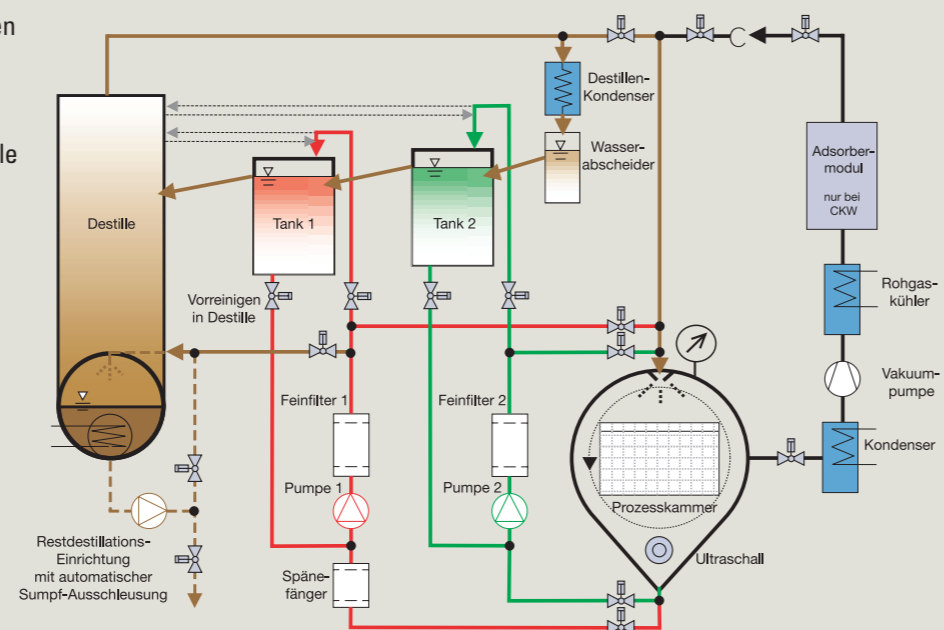 en
le
Destillen-
Kondenser
Wasser-
abscheider
Adsorber-
modul
nur bei
CKW
Destille
Tank 1
Tank 2
Vorreinigen
in Destille
Rohgas-
kühler
Vakuum-
pumpe
Feinfilter 1
Feinfilter 2
Kondenser
Pumpe 1
Pumpe 2
Prozesskammer
Restdestillations-
Einrichtung
mit automatischer
Sumpf-Ausschleusung
Späne-
fänger
Ultraschall